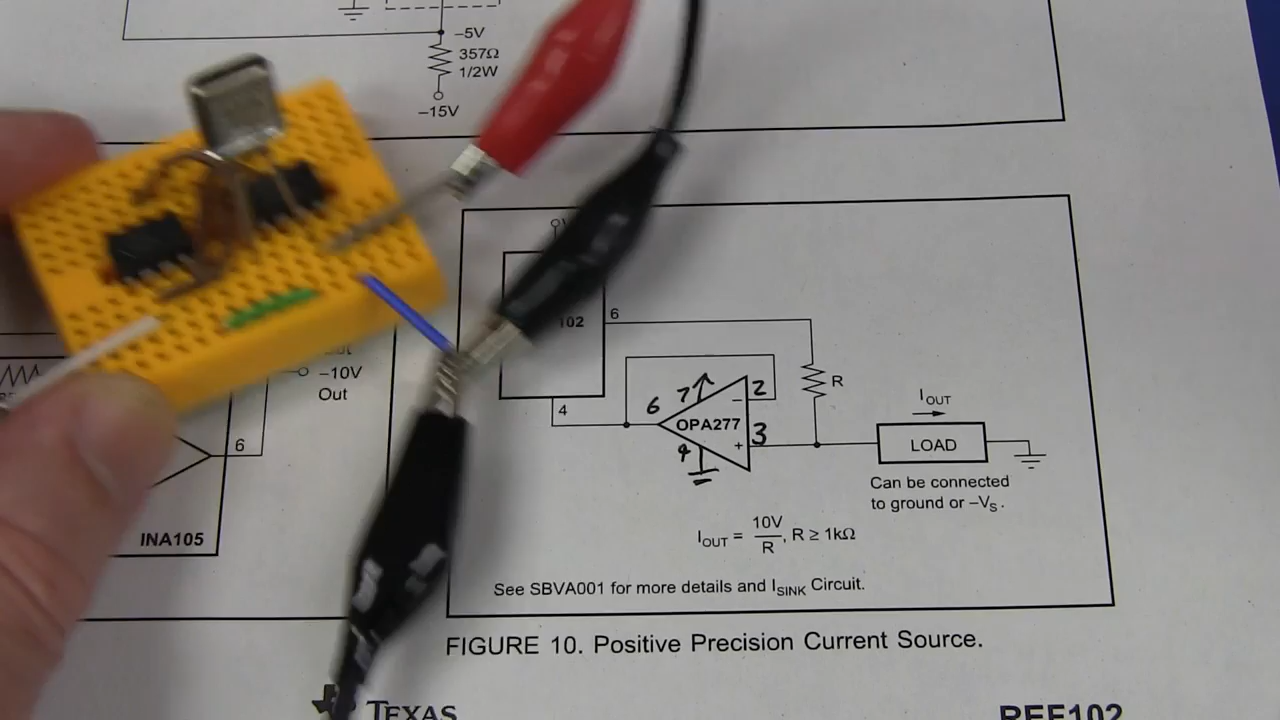 –5V
357Ω
1/2W
–15V
102
6
4
6
7
2
–
OPA277
3
+
4
R
IOUT
LOAD
Can be connected
to ground or –VS.
IOUT = 10V/R, R ≥ 1kΩ
See SBVA001 for more details and ISINK Circuit.
FIGURE 10. Positive Precision Current Source.
–10V
Out
6
INA105
TEXAS
REF102